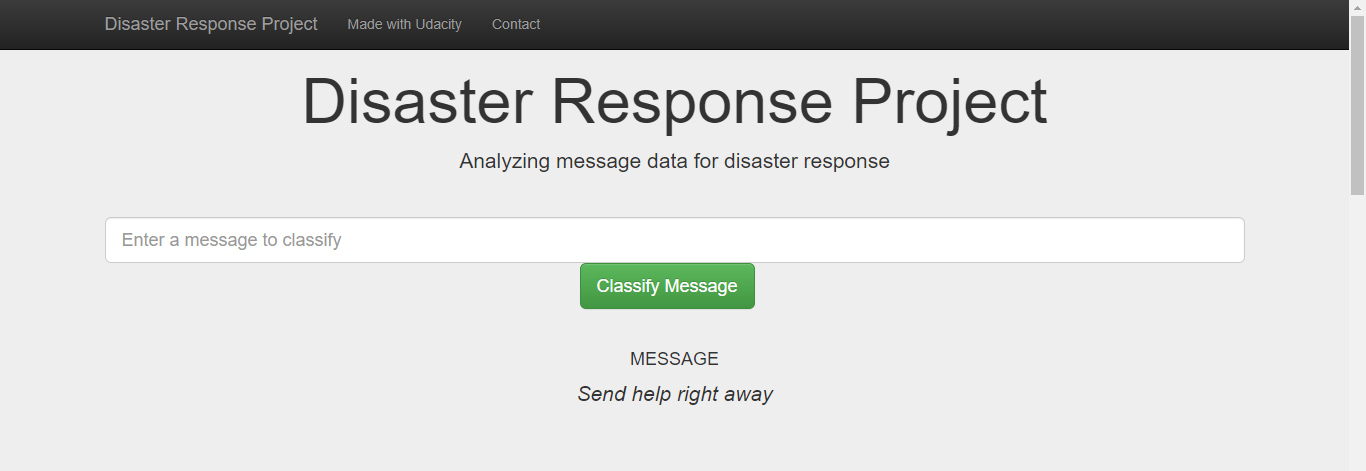 Disaster Response Project Made with Udacity Contact
Disaster Response Project
Analyzing message data for disaster response
Enter a message to classify
Classify Message
MESSAGE
Send help right away